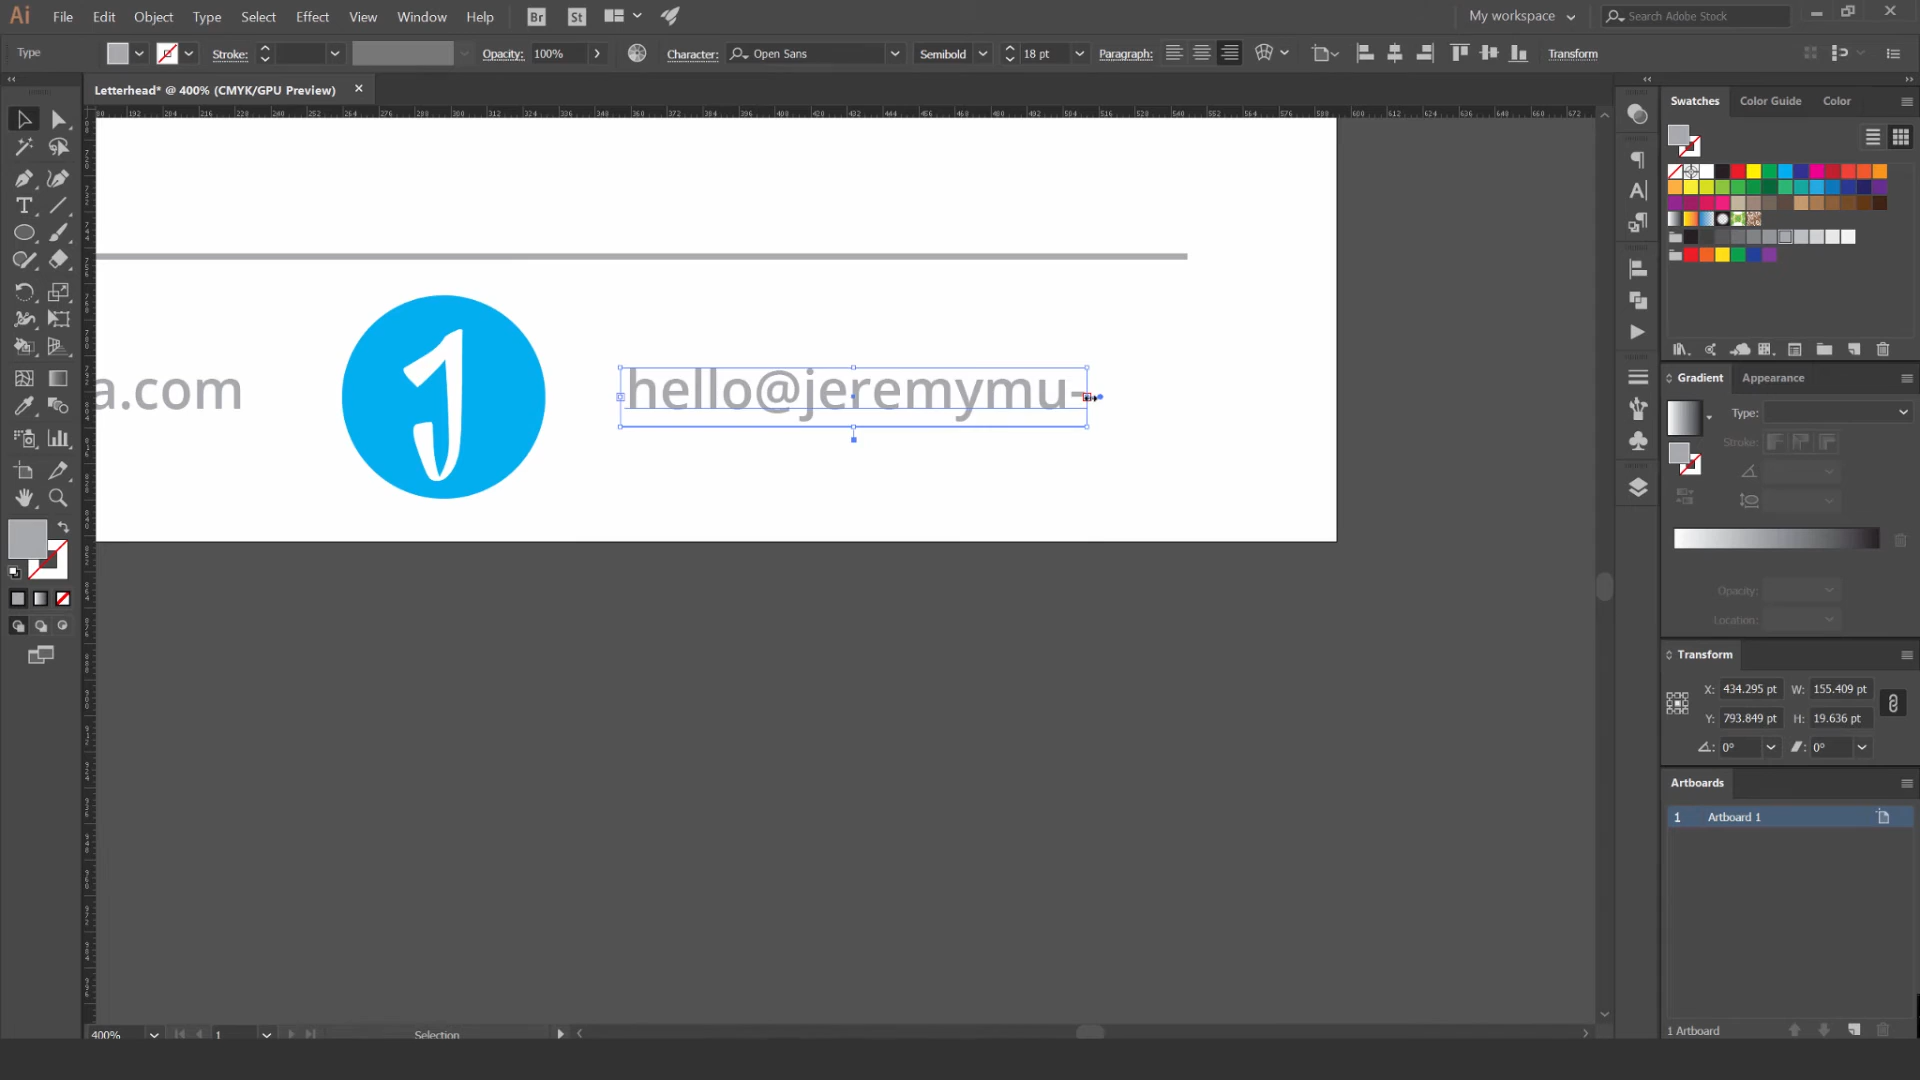 Ai File Edit Object Type Select Effect View Window Help Br St My workspace Search Adobe Stock
Type Stroke: Opacity: 100% Character: Open Sans Semibold 18 pt Paragraph: Transform
Letterhead* @ 400% (CMYK/GPU Preview)
Swatches Color Guide Color
a.com
hello@jeremymu-
Gradient Appearance
Type:
Stroke:
Opacity:
Location:
Transform
X: 434.295 pt W: 155.409 pt
Y: 793.849 pt H: 19.636 pt
0° 0°
Artboards
1 Artboard 1
1 Artboard
400% 1 Selection